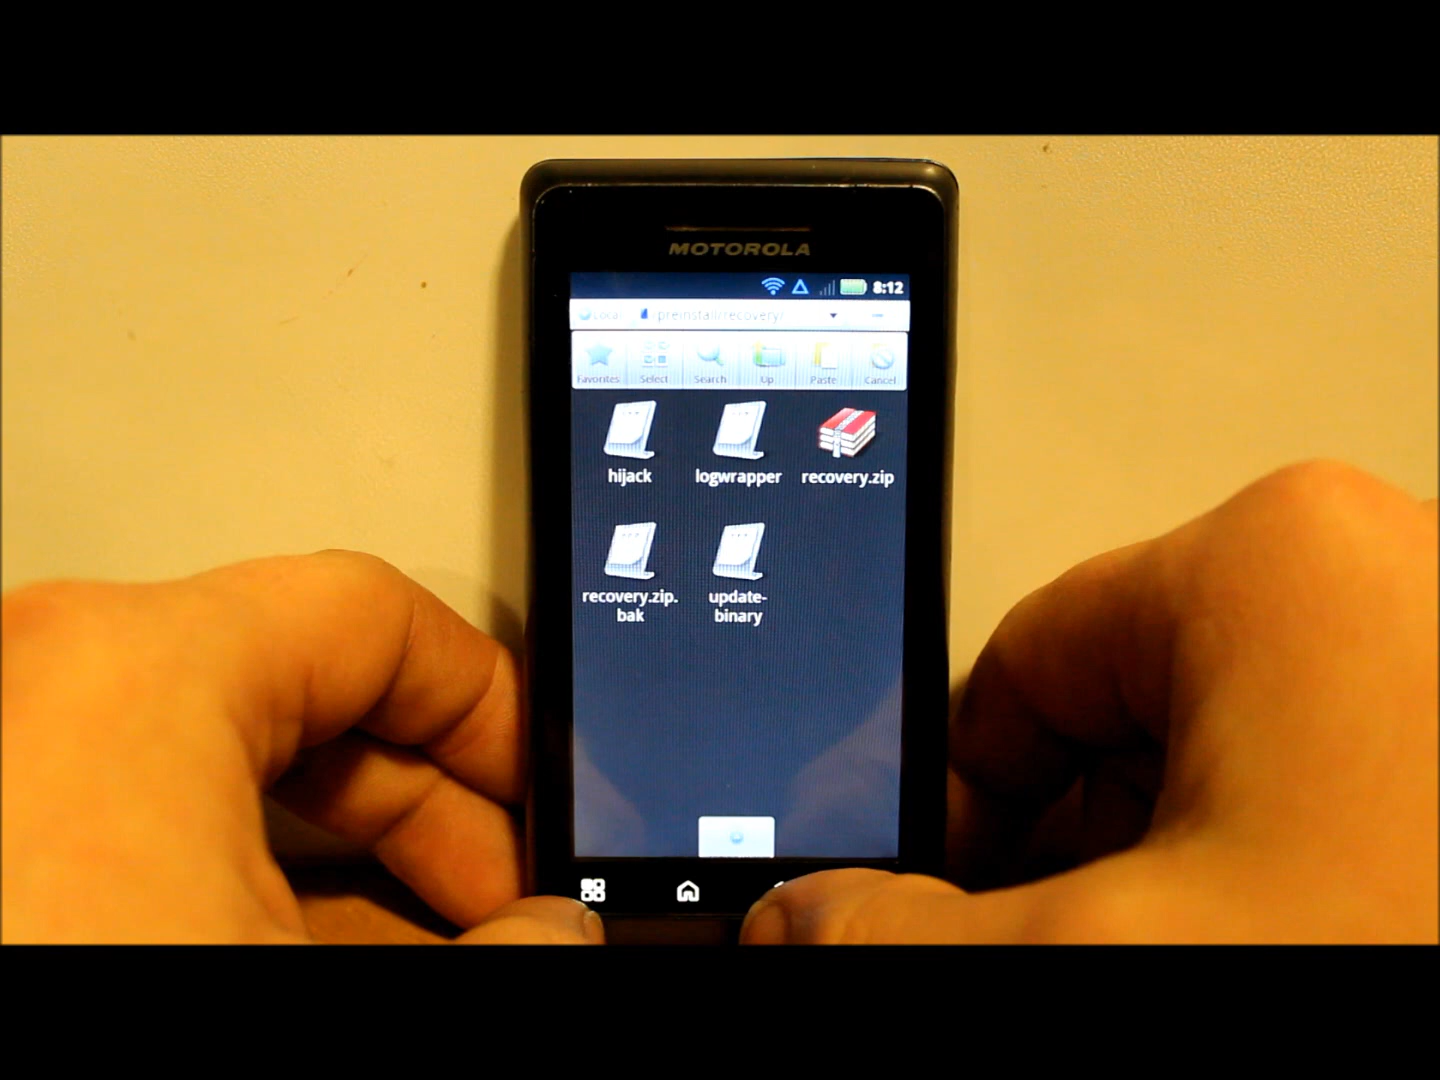 MOTOROLA
8:12
Local preinstall/recovery/
Favorites Select Search Up Paste Cancel
hijack logwrapper recovery.zip
recovery.zip. update-
bak binary